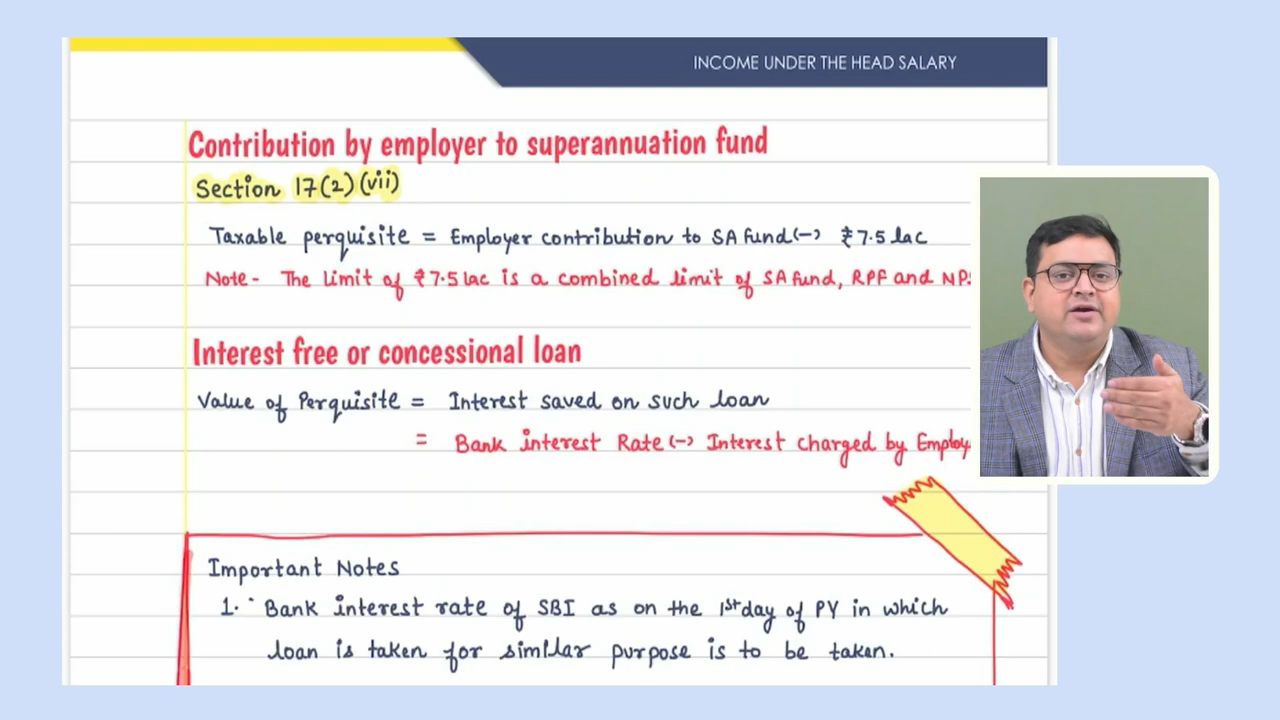 INCOME UNDER THE HEAD SALARY
Contribution by employer to superannuation fund
Section 17(2)(vii)
Taxable perquisite = Employer contribution to SA fund(-) ₹7.5 lac
Note - The limit of ₹7.5 lac is a combined limit of SA fund, RPF and NP
Interest free or concessional loan
Value of Perquisite = Interest saved on such loan
= Bank interest Rate (-) Interest charged by Employ
Important Notes
1. Bank interest rate of SBI as on the 1st day of PY in which
loan is taken for similar purpose is to be taken.